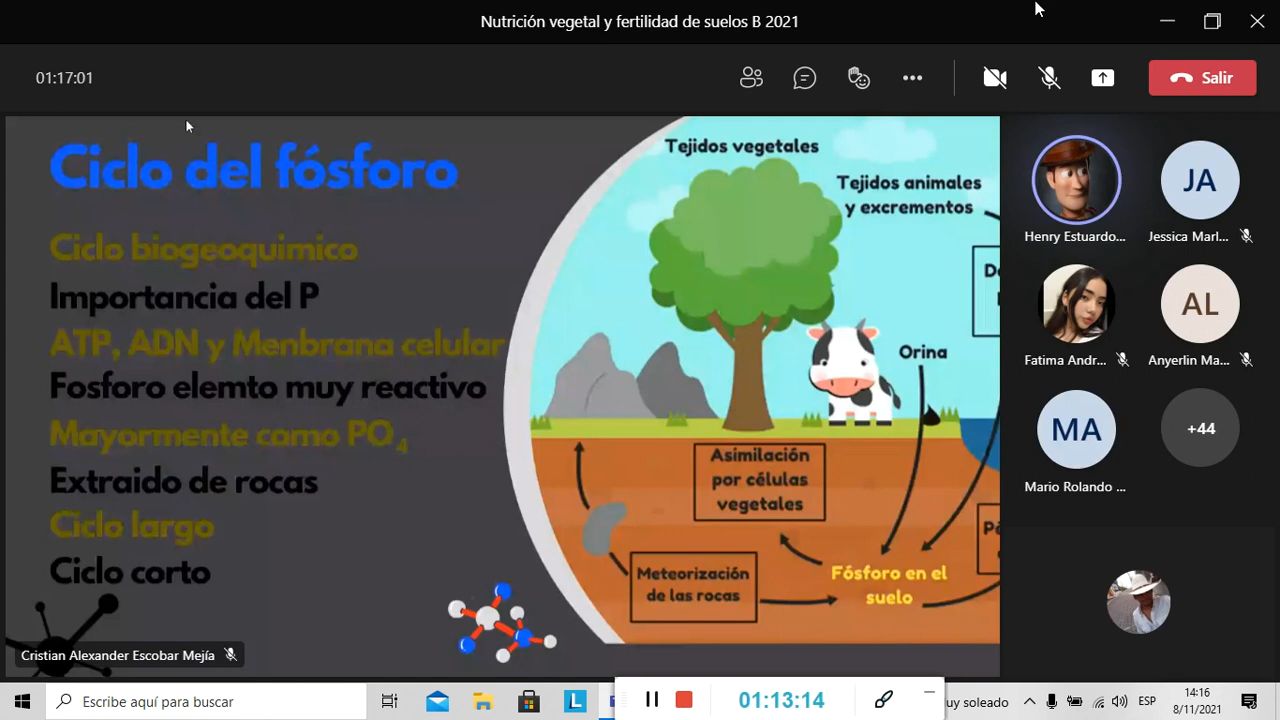 Nutrición vegetal y fertilidad de suelos B 2021
01:17:01
Salir
Ciclo del fósforo
Ciclo biogeoquimico
Importancia del P
ATP, ADN y Menbrana celular
Fosforo elemto muy reactivo
Mayormente como PO4
Extraido de rocas
Ciclo largo
Ciclo corto
Tejidos vegetales
Tejidos animales
y excrementos
Orina
Asimilación
por células
vegetales
Meteorización
de las rocas
Fósforo en el
suelo
Cristian Alexander Escobar Mejía
Henry Estuardo...
JA
Jessica Marl...
Fatima Andr...
AL
Anyerlin Ma...
MA
Mario Rolando ...
+44
Escribe aquí para buscar
L
01:13:14
soleado
ESP
14:16
8/11/2021